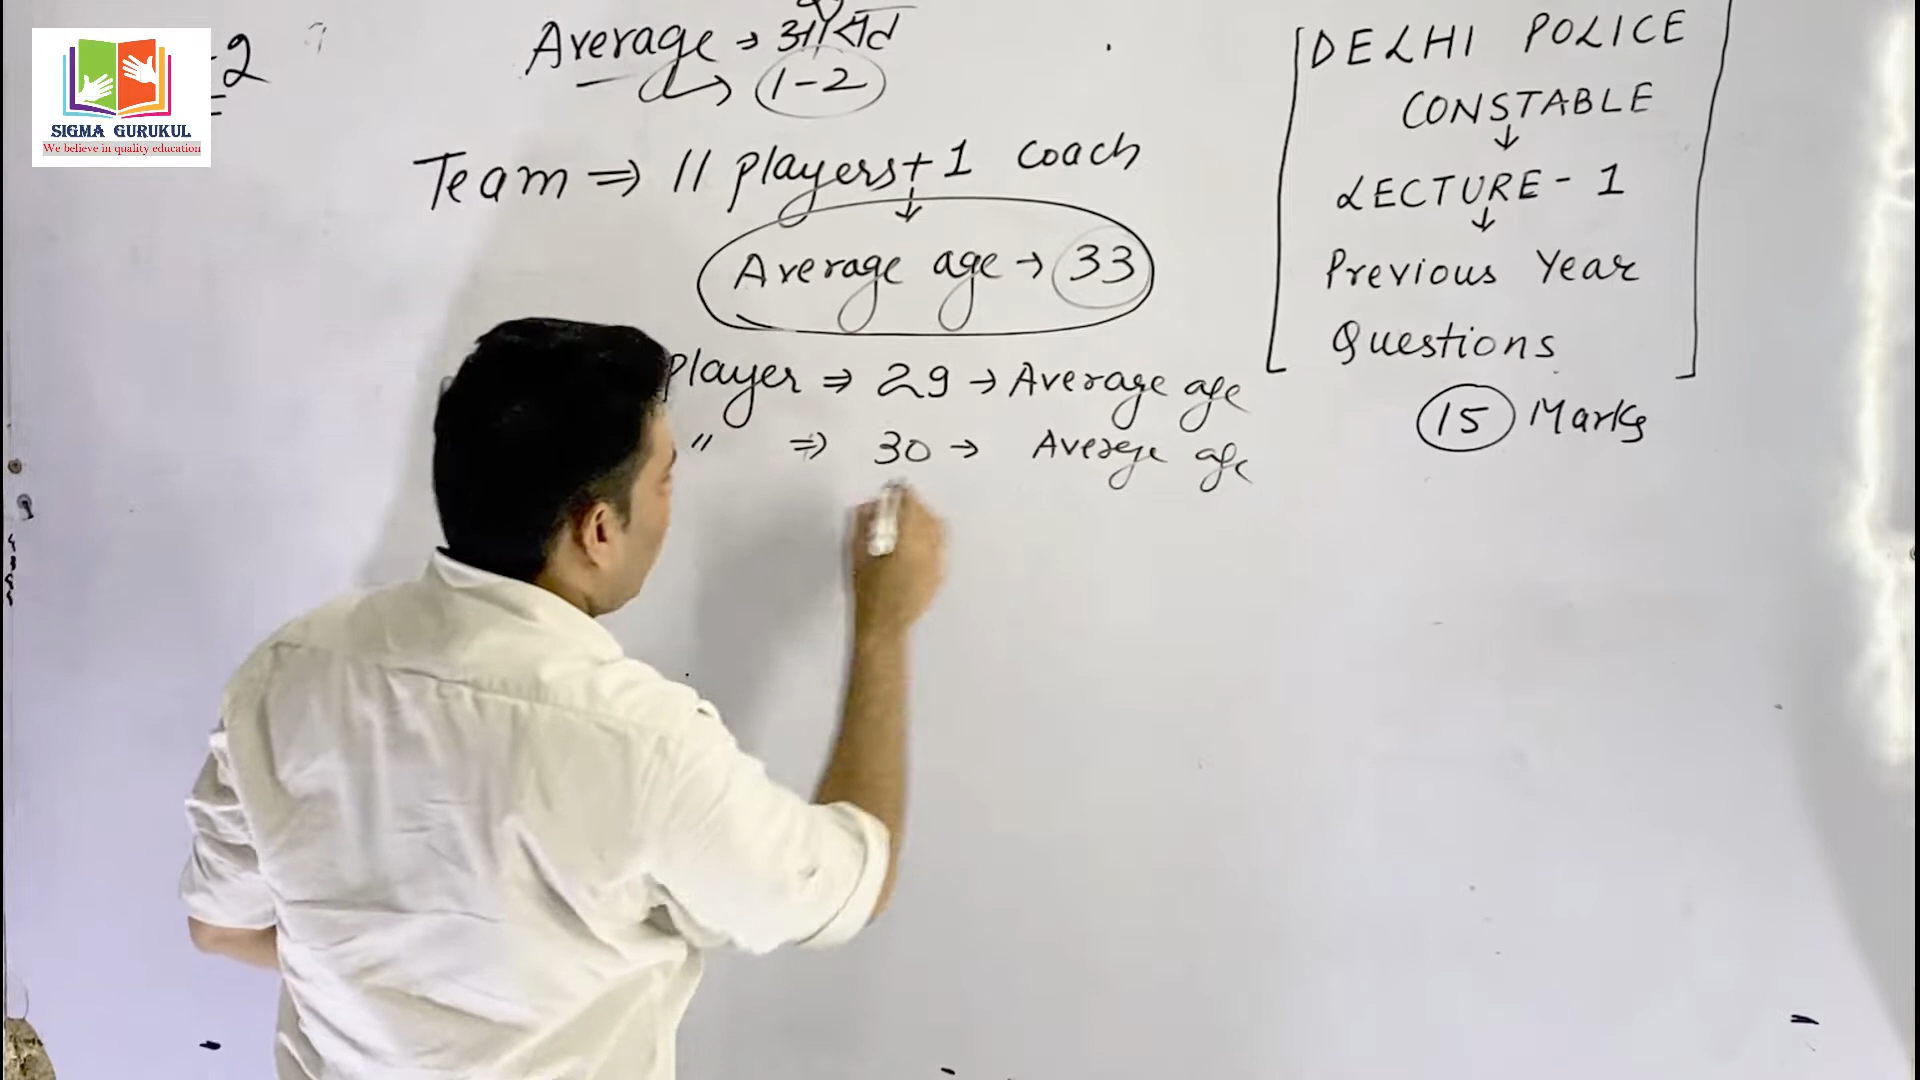 SIGMA GURUKUL
We believe in quality education
-2
Average → औसत
1-2
Team ⇒ 11 players + 1 coach
Average age → 33
Player ⇒ 29 → Average age
" ⇒ 30 → Average age
DELHI POLICE
CONSTABLE
↓
LECTURE - 1
↓
Previous Year
Questions
15 Marks